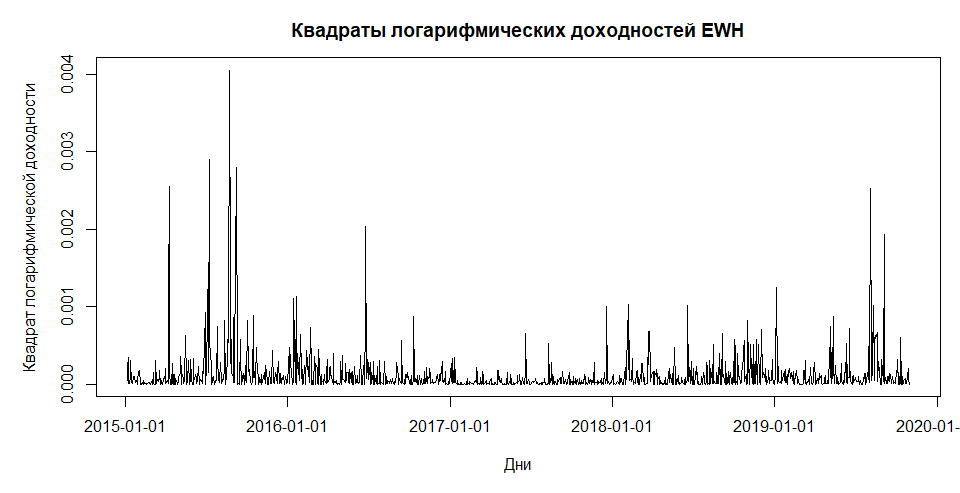 Квадраты логарифмических доходностей EWH
Квадрат логарифмической доходности
0.004
0.003
0.002
0.001
0.000
2015-01-01 2016-01-01 2017-01-01 2018-01-01 2019-01-01 2020-01-
Дни